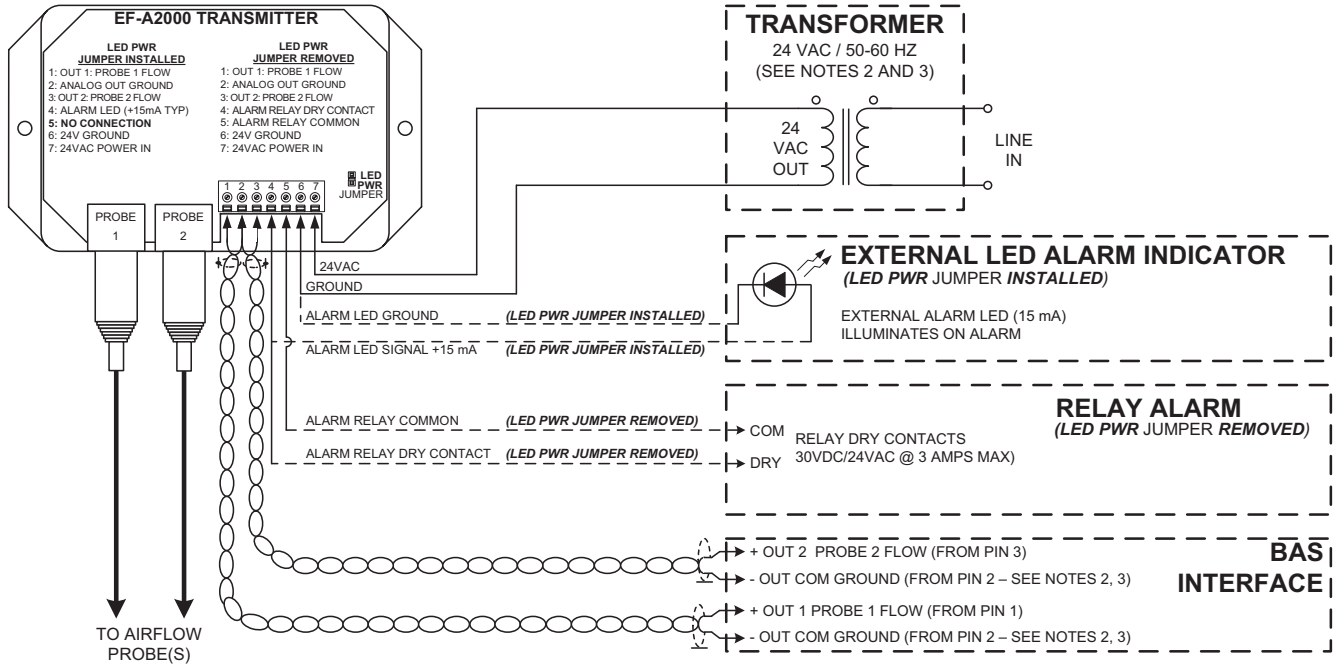 EF-A2000 TRANSMITTER
LED PWR
JUMPER INSTALLED
1: OUT 1: PROBE 1 FLOW
2: ANALOG OUT GROUND
3: OUT 2: PROBE 2 FLOW
4: ALARM LED (+15mA TYP)
5: NO CONNECTION
6: 24V GROUND
7: 24VAC POWER IN
LED PWR
JUMPER REMOVED
1: OUT 1: PROBE 1 FLOW
2: ANALOG OUT GROUND
3: OUT 2: PROBE 2 FLOW
4: ALARM RELAY DRY CONTACT
5: ALARM RELAY COMMON
6: 24V GROUND
7: 24VAC POWER IN
LED
PWR
JUMPER
1 2 3 4 5 6 7
PROBE
1
PROBE
2
TO AIRFLOW
PROBE(S)
24VAC
GROUND
ALARM LED GROUND (LED PWR JUMPER INSTALLED)
ALARM LED SIGNAL +15 mA (LED PWR JUMPER INSTALLED)
ALARM RELAY COMMON (LED PWR JUMPER REMOVED)
ALARM RELAY DRY CONTACT (LED PWR JUMPER REMOVED)
TRANSFORMER
24 VAC / 50-60 HZ
(SEE NOTES 2 AND 3)
24
VAC
OUT
LINE
IN
EXTERNAL LED ALARM INDICATOR
(LED PWR JUMPER INSTALLED)
EXTERNAL ALARM LED (15 mA)
ILLUMINATES ON ALARM
RELAY ALARM
(LED PWR JUMPER REMOVED)
COM
DRY
RELAY DRY CONTACTS
30VDC/24VAC @ 3 AMPS MAX)
BAS
INTERFACE
+ OUT 2 PROBE 2 FLOW (FROM PIN 3)
- OUT COM GROUND (FROM PIN 2 – SEE NOTES 2, 3)
+ OUT 1 PROBE 1 FLOW (FROM PIN 1)
- OUT COM GROUND (FROM PIN 2 – SEE NOTES 2, 3)